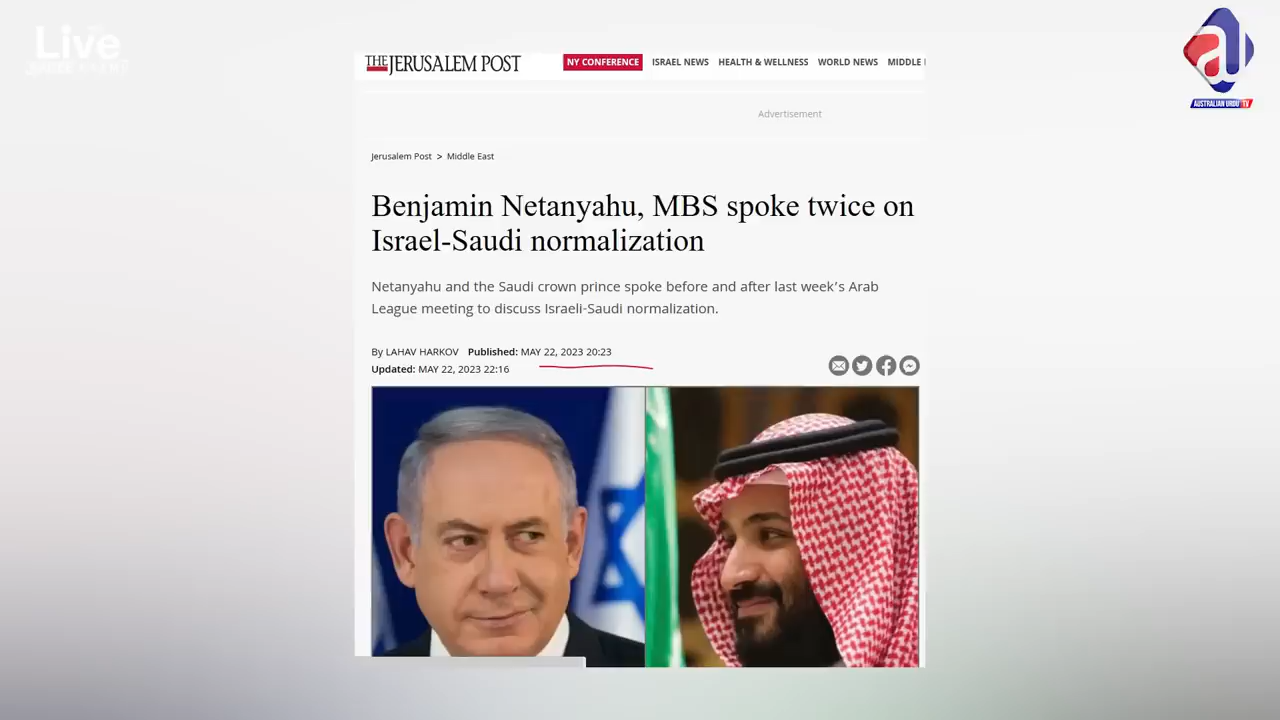 Live
AUSTRALIAN URDU TV
THE JERUSALEM POST
NY CONFERENCE ISRAEL NEWS HEALTH & WELLNESS WORLD NEWS MIDDLE
Advertisement
Jerusalem Post > Middle East
Benjamin Netanyahu, MBS spoke twice on
Israel-Saudi normalization
Netanyahu and the Saudi crown prince spoke before and after last week's Arab
League meeting to discuss Israeli-Saudi normalization.
By LAHAV HARKOV Published: MAY 22, 2023 20:23
Updated: MAY 22, 2023 22:16